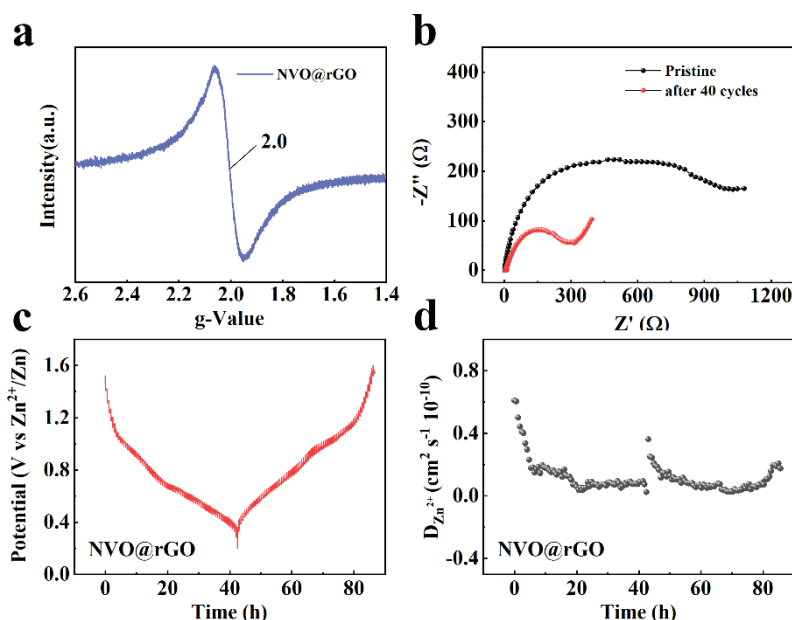 a
NVO@rGO
2.0
Intensity(a.u.)
2.6 2.4 2.2 2.0 1.8 1.6 1.4
g-Value
b
Pristine
after 40 cycles
400
300
200
100
0
-Z'' (Ω)
0 300 600 900 1200
Z' (Ω)
c
1.6
1.2
0.8
0.4
0.0
Potential (V vs Zn²⁺/Zn)
NVO@rGO
0 20 40 60 80
Time (h)
d
0.8
0.4
0.0
-0.4
D_Zn²⁺ (cm² s⁻¹ 10⁻¹⁰)
NVO@rGO
0 20 40 60 80
Time (h)